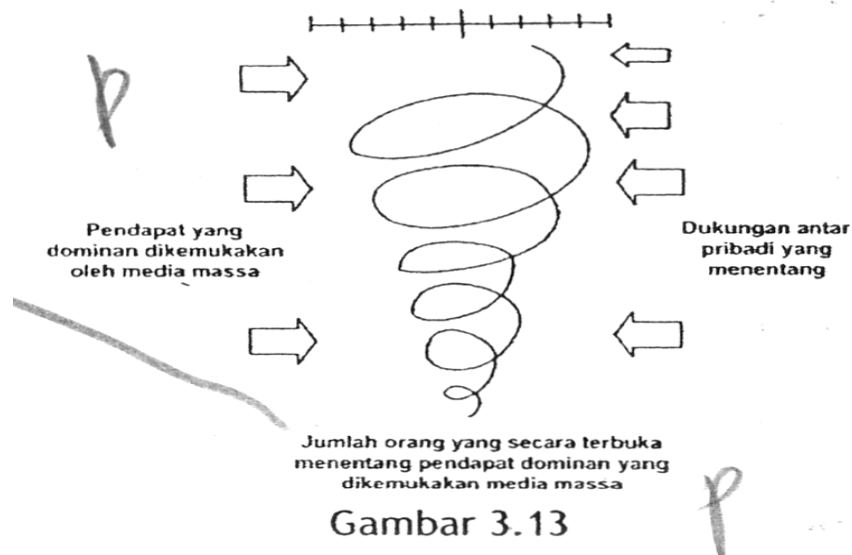 p
Pendapat yang
dominan dikemukakan
oleh media massa
Dukungan antar
pribadi yang
menentang
Jumlah orang yang secara terbuka
menentang pendapat dominan yang
dikemukakan media massa
p
Gambar 3.13